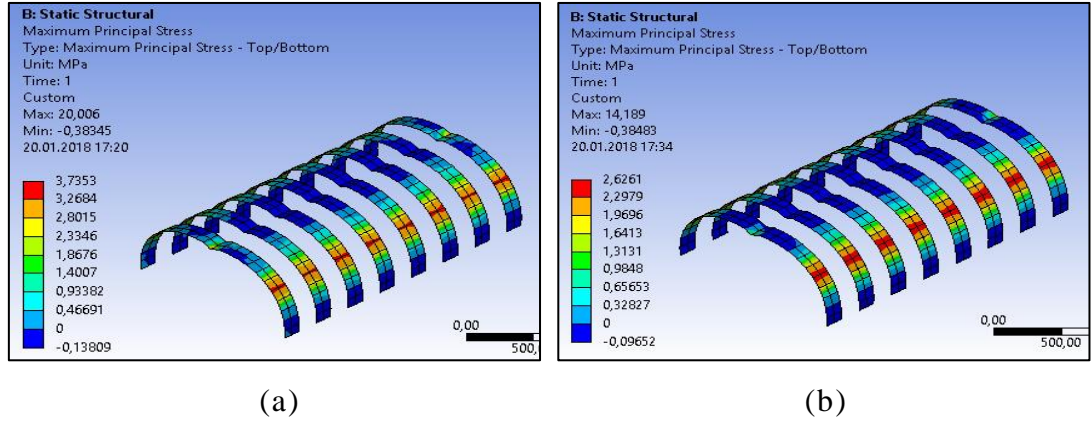 B: Static Structural
Maximum Principal Stress
Type: Maximum Principal Stress - Top/Bottom
Unit: MPa
Time: 1
Custom
Max: 20,006
Min: -0,38345
20.01.2018 17:20
3,7353
3,2684
2,8015
2,3346
1,8676
1,4007
0,93382
0,46691
0
-0,13809
0,00
500,
(a)
B: Static Structural
Maximum Principal Stress
Type: Maximum Principal Stress - Top/Bottom
Unit: MPa
Time: 1
Custom
Max: 14,189
Min: -0,38483
20.01.2018 17:34
2,6261
2,2979
1,9696
1,6413
1,3131
0,9848
0,65653
0,32827
0
-0,09652
0,00
500,00
(b)